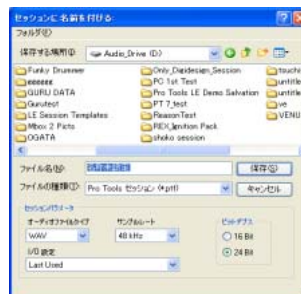 セッションに名前を付ける:
フォルダ(F)
保存する場所(I):
Audio_Drive (D:)
Funky Drummer
eeeeee
GURU DATA
Gurutest
LE Session Templates
Mbox 2 Picts
OGATA
Only_Digidesign_Session
PC 1st Test
Pro Tools LE Demo Salvation
PT 7_test
ReasonTest
REX_Ignition Pack
shoko session
touchi
untitle
untitle
ve
VENU
ファイル名(N):
保存(S)
ファイルの種類(T):
Pro Tools セッション (*.ptf)
キャンセル
セッションパラメータ
オーディオファイルタイプ
サンプルレート
ビットデプス
WAV
48 kHz
16 Bit
24 Bit
I/O 設定
Last Used